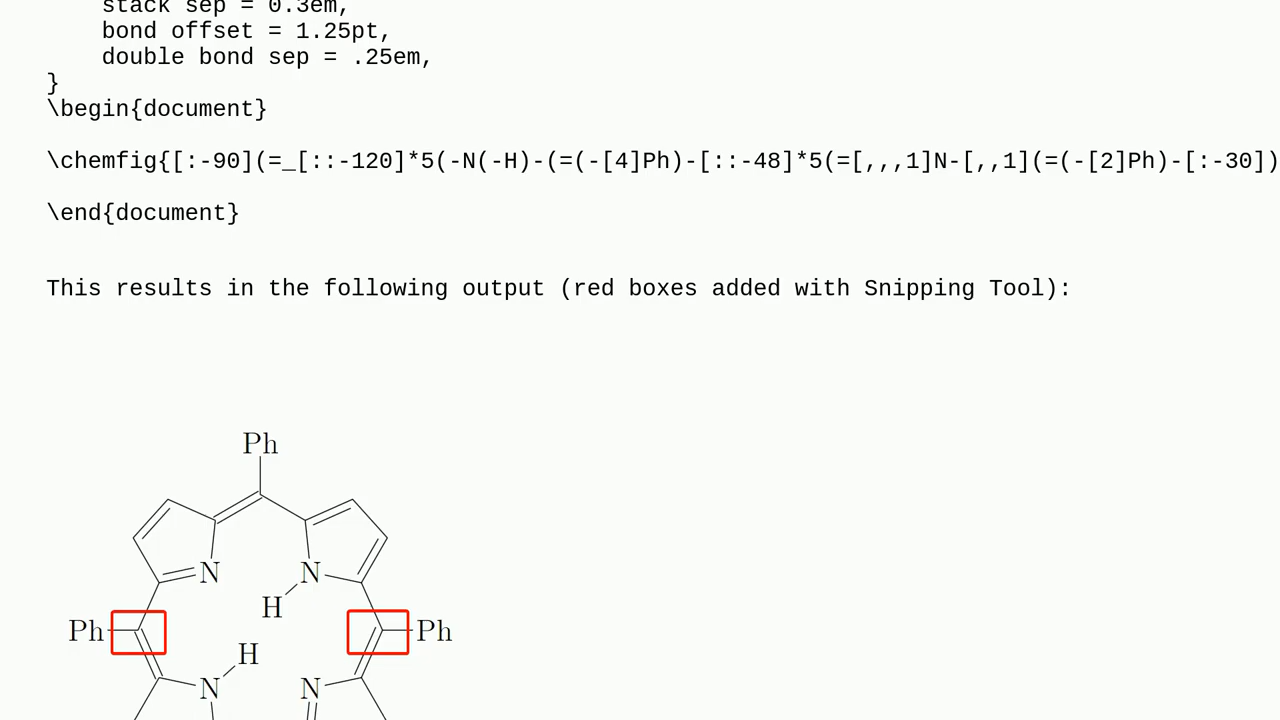 stack sep = 0.3em,
bond offset = 1.25pt,
double bond sep = .25em,
}
\begin{document}
\chemfig{[:-90](=_[::-120]*5(-N(-H)-(=(-[4]Ph)-[::-48]*5(=[,,,1]N-[,,1](=(-[2]Ph)-[:-30])
\end{document}
This results in the following output (red boxes added with Snipping Tool):
Ph
N
N
H
Ph
Ph
H
N
N